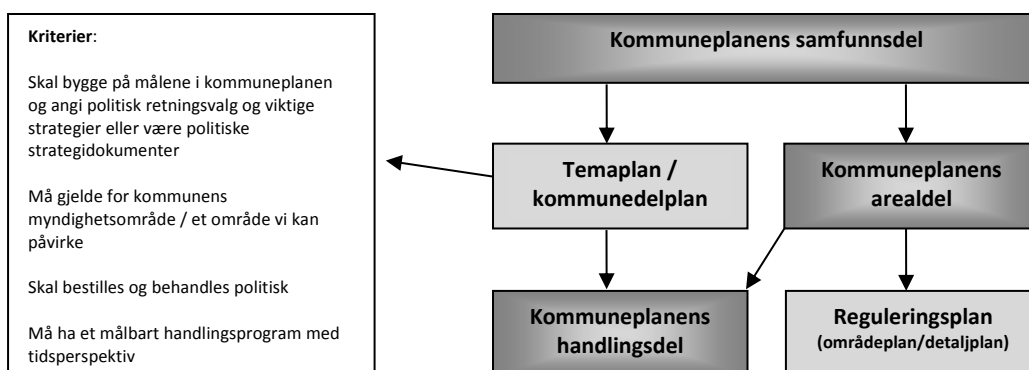 Kriterier:
Skal bygge på målene i kommuneplanen
og angi politisk retningsvalg og viktige
strategier eller være politiske
strategidokumenter
Må gjelde for kommunens
myndighetsområde / et område vi kan
påvirke
Skal bestilles og behandles politisk
Må ha et målbart handlingsprogram med
tidsperspektiv
Kommuneplanens samfunnsdel
Temaplan /
kommunedelplan
Kommuneplanens
arealdel
Kommuneplanens
handlingsdel
Reguleringsplan
(områdeplan/detaljplan)